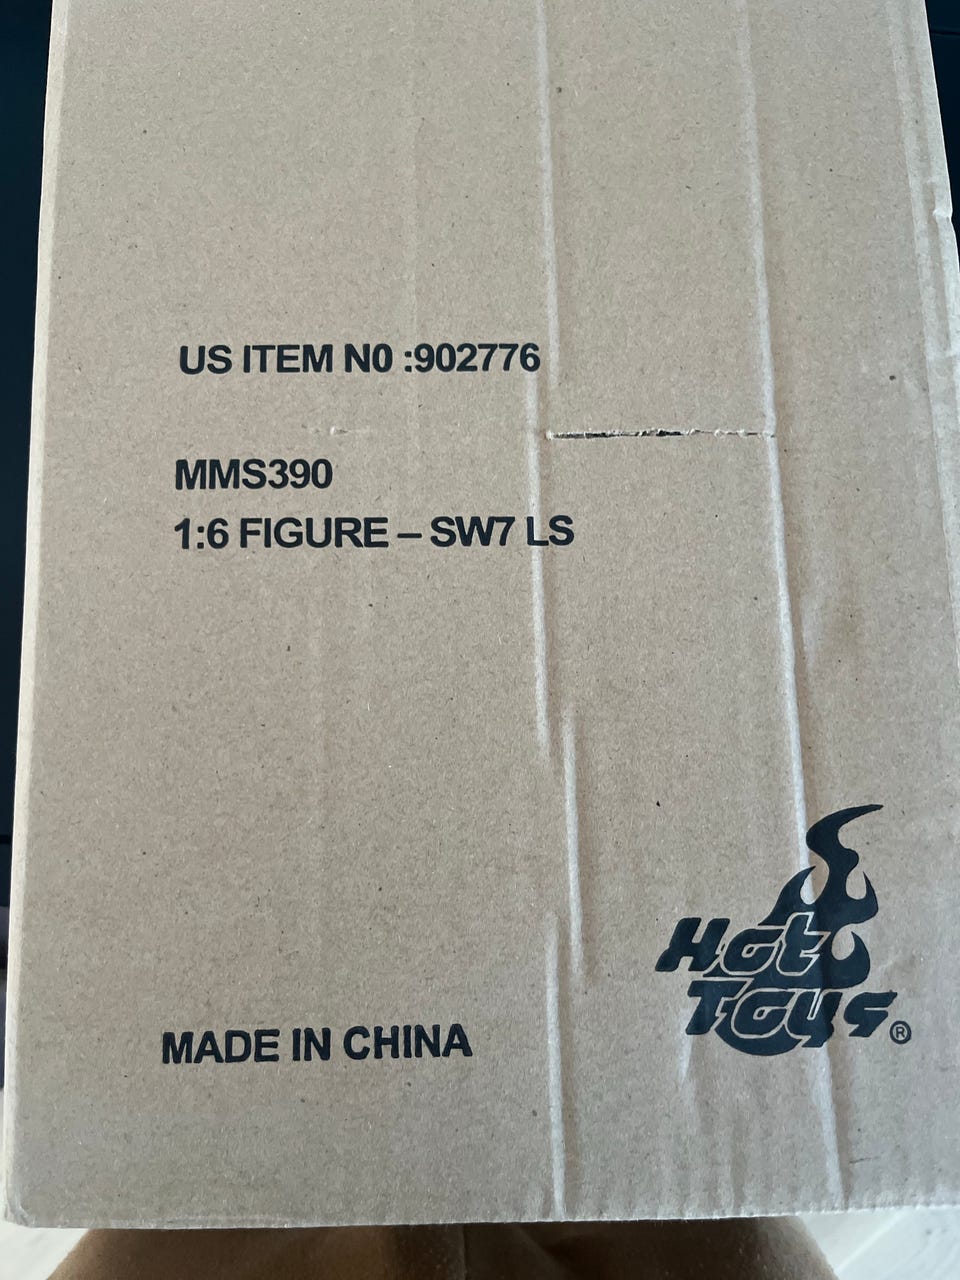 US ITEM N0 :902776
MMS390
1:6 FIGURE – SW7 LS
Hot
Toys®
MADE IN CHINA